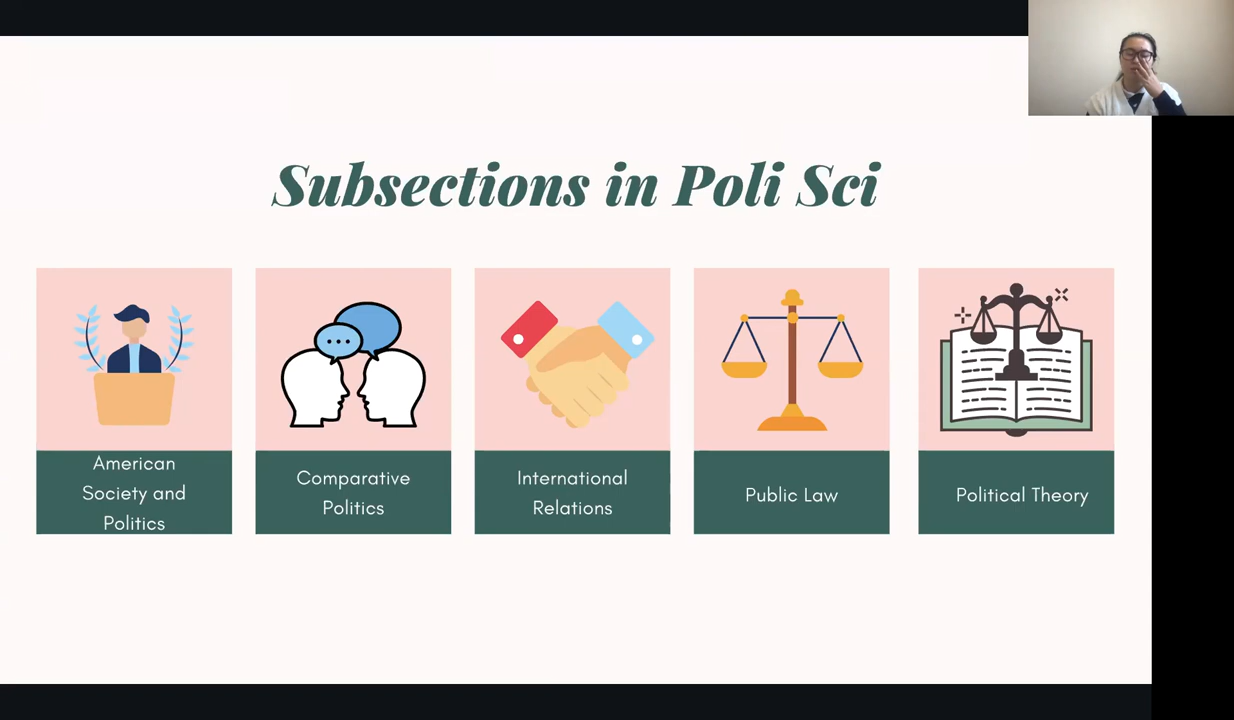 Subsections in Poli Sci
American
Society and
Politics
Comparative
Politics
International
Relations
Public Law
Political Theory